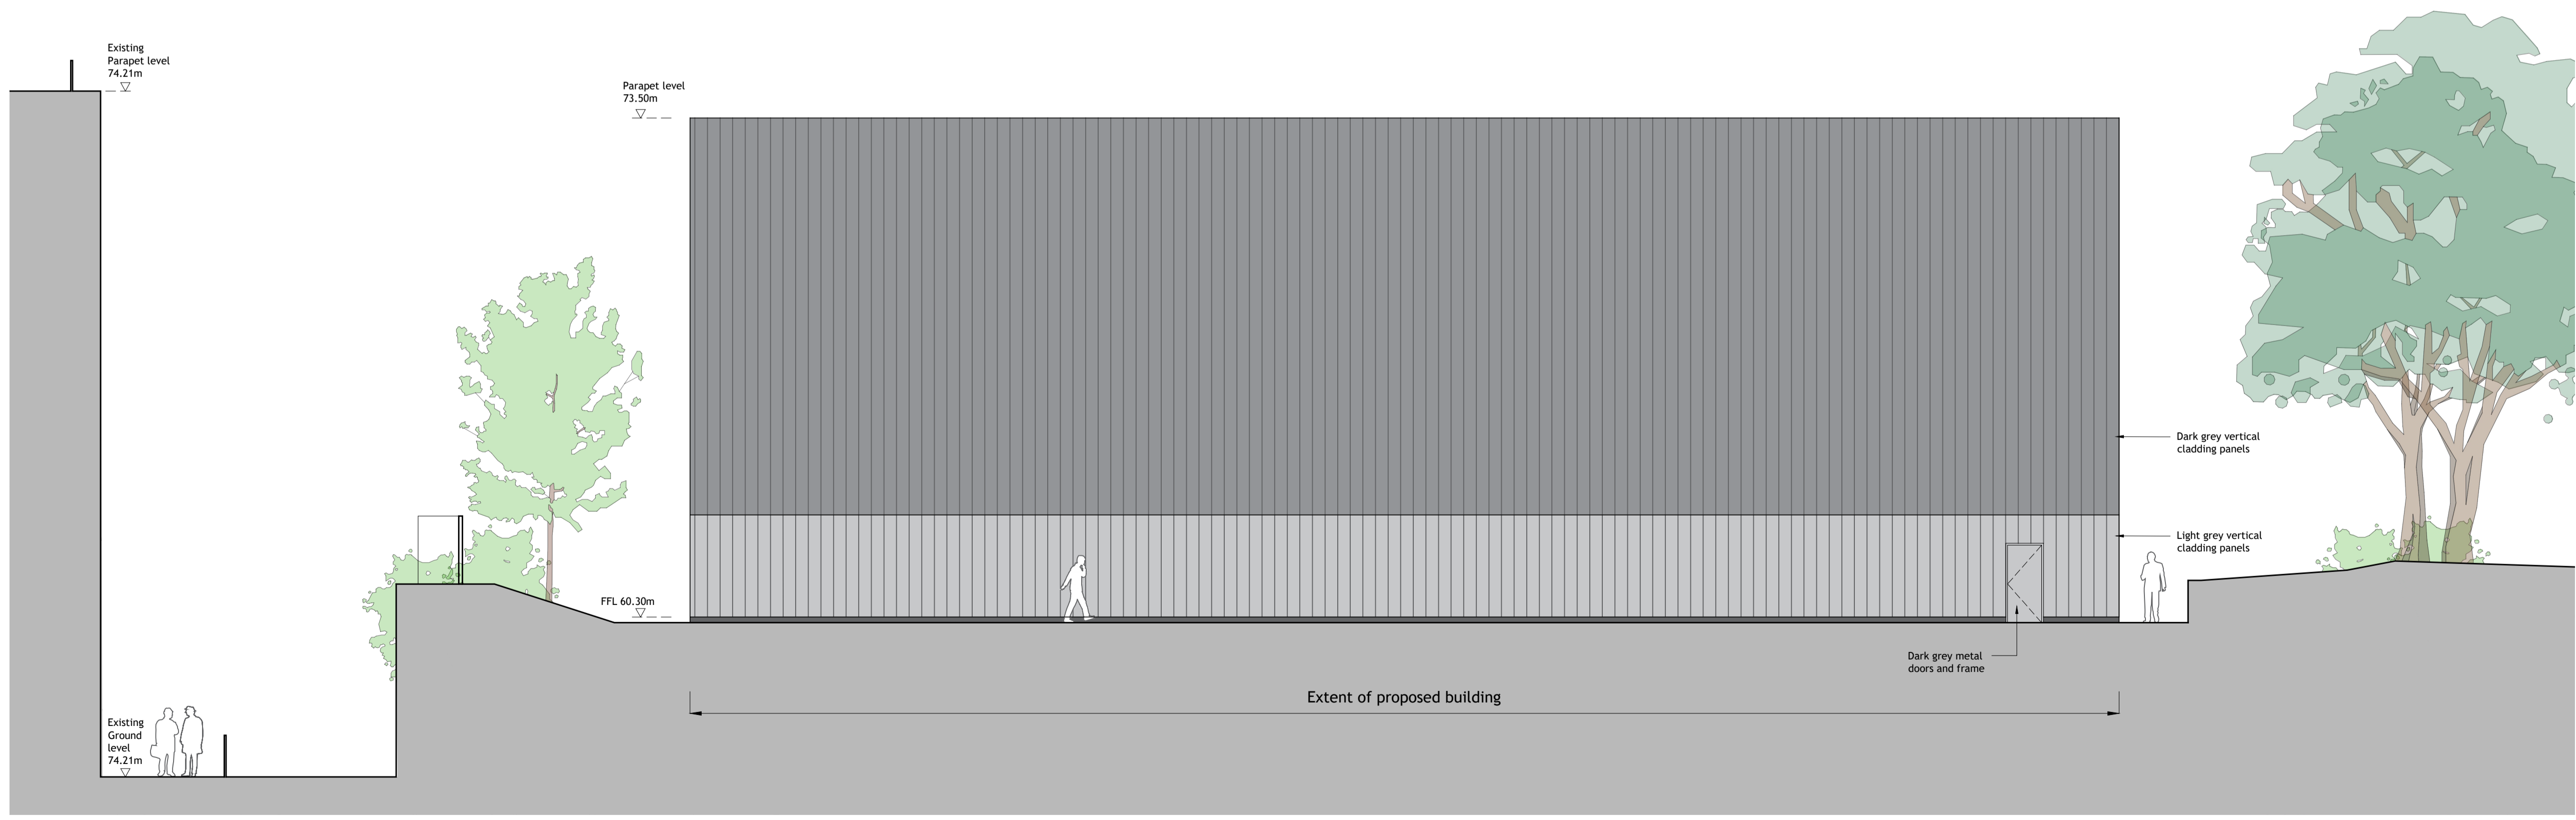 Existing
Parapet level
74.21m
Parapet level
73.50m
Dark grey vertical
cladding panels
Light grey vertical
cladding panels
FFL 60.30m
Dark grey metal
doors and frame
Extent of proposed building
Existing
Ground
level
74.21m